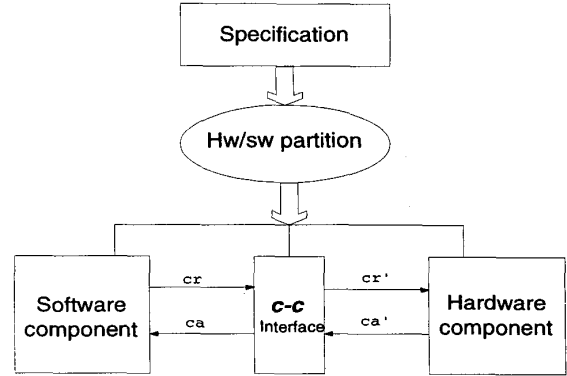 Specification
Hw/sw partition
Software
component
cr
ca
c-c
Interface
cr'
ca'
Hardware
component